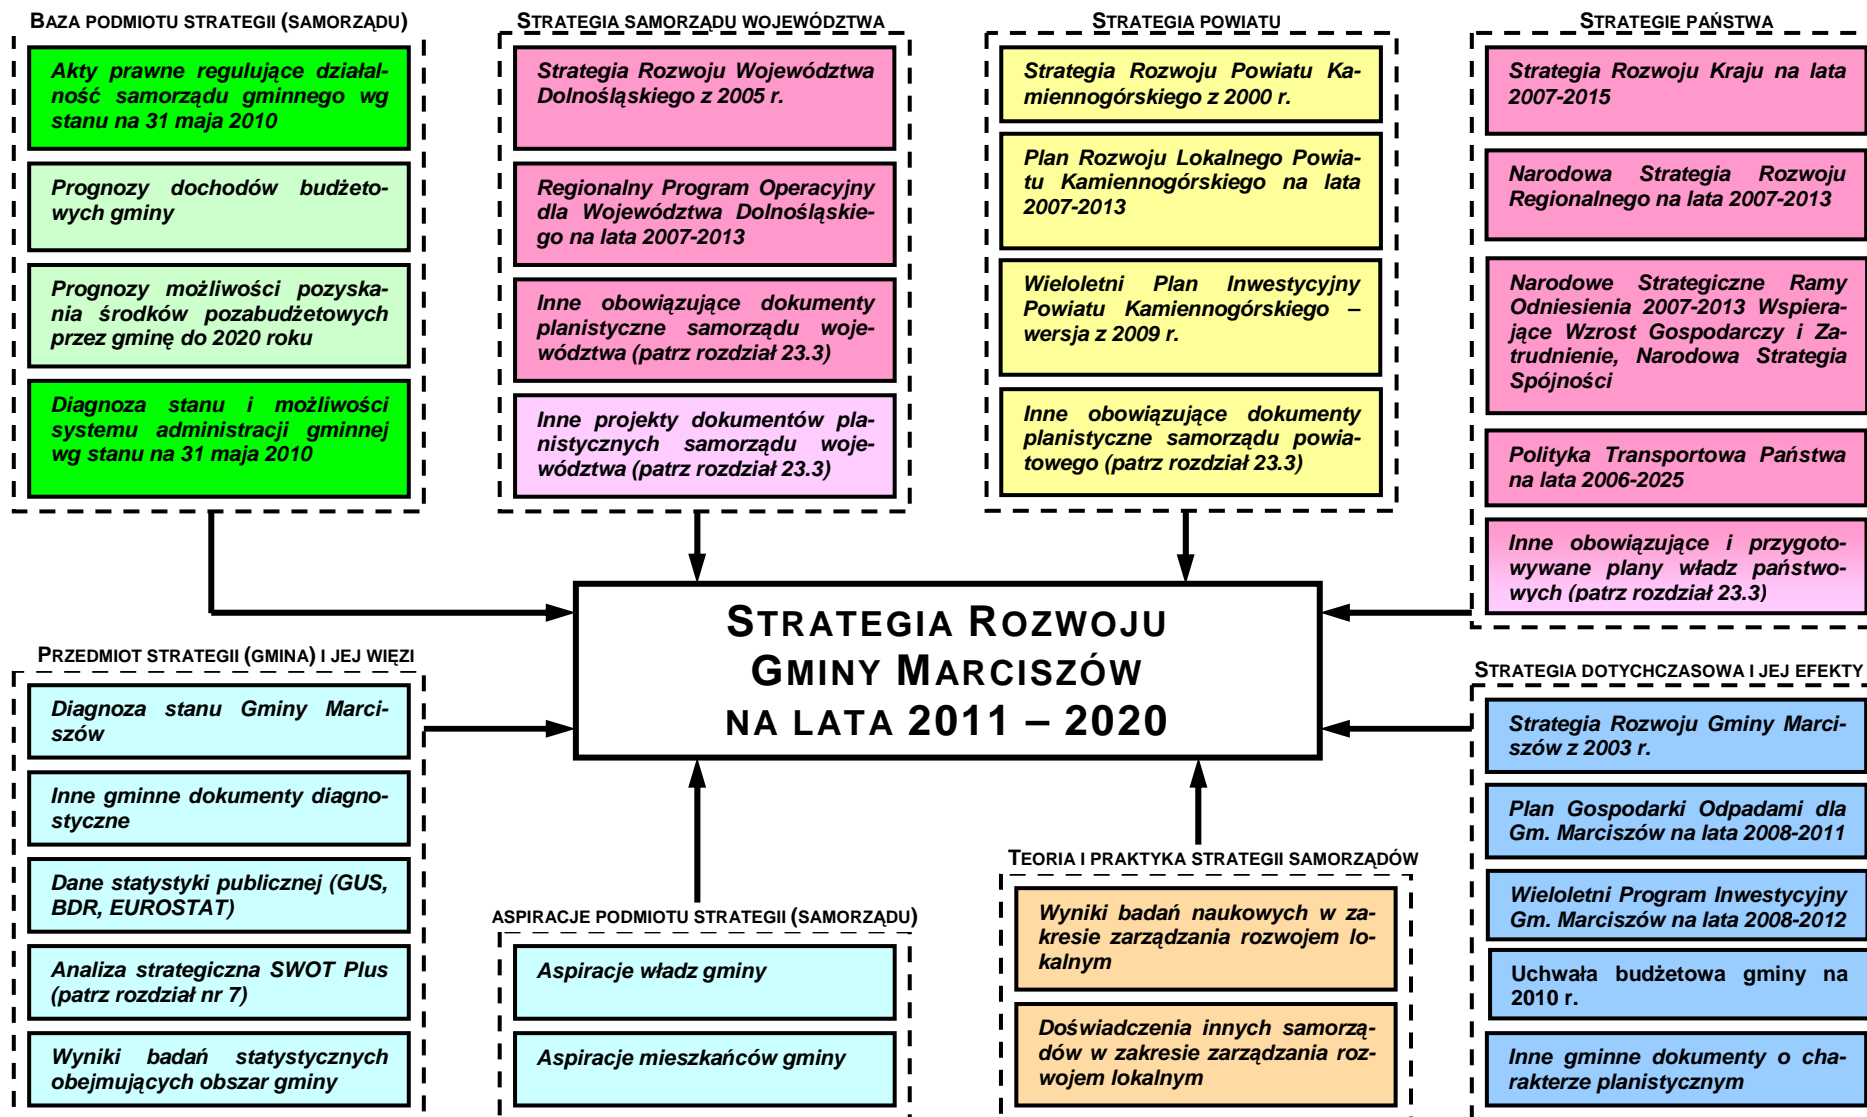 BAZA PODMIOTU STRATEGII (SAMORZĄDU)
Akty prawne regulujące działal-
ność samorządu gminnego wg
stanu na 31 maja 2010
Prognozy dochodów budżeto-
wych gminy
Prognozy możliwości pozyska-
nia środków pozabudżetowych
przez gminę do 2020 roku
Diagnoza stanu i możliwości
systemu administracji gminnej
wg stanu na 31 maja 2010
STRATEGIA SAMORZĄDU WOJEWÓDZTWA
Strategia Rozwoju Województwa
Dolnośląskiego z 2005 r.
Regionalny Program Operacyjny
dla Województwa Dolnośląskie-
go na lata 2007-2013
Inne obowiązujące dokumenty
planistyczne samorządu woje-
wództwa (patrz rozdział 23.3)
Inne projekty dokumentów pla-
nistycznych samorządu woje-
wództwa (patrz rozdział 23.3)
STRATEGIA POWIATU
Strategia Rozwoju Powiatu Ka-
miennogórskiego z 2000 r.
Plan Rozwoju Lokalnego Powia-
tu Kamiennogórskiego na lata
2007-2013
Wieloletni Plan Inwestycyjny
Powiatu Kamiennogórskiego –
wersja z 2009 r.
Inne obowiązujące dokumenty
planistyczne samorządu powia-
towego (patrz rozdział 23.3)
STRATEGIE PAŃSTWA
Strategia Rozwoju Kraju na lata
2007-2015
Narodowa Strategia Rozwoju
Regionalnego na lata 2007-2013
Narodowe Strategiczne Ramy
Odniesienia 2007-2013 Wspiera-
jące Wzrost Gospodarczy i Za-
trudnienie, Narodowa Strategia
Spójności
Polityka Transportowa Państwa
na lata 2006-2025
Inne obowiązujące i przygoto-
wywane plany władz państwo-
wych (patrz rozdział 23.3)
STRATEGIA ROZWOJU
GMINY MARCISZÓW
NA LATA 2011 – 2020
PRZEDMIOT STRATEGII (GMINA) I JEJ WIĘZI
Diagnoza stanu Gminy Marci-
szów
Inne gminne dokumenty diagno-
styczne
Dane statystyki publicznej (GUS,
BDR, EUROSTAT)
Analiza strategiczna SWOT Plus
(patrz rozdział nr 7)
Wyniki badań statystycznych
obejmujących obszar gminy
ASPIRACJE PODMIOTU STRATEGII (SAMORZĄDU)
Aspiracje władz gminy
Aspiracje mieszkańców gminy
TEORIA I PRAKTYKA STRATEGII SAMORZĄDÓW
Wyniki badań naukowych w za-
kresie zarządzania rozwojem lo-
kalnym
Doświadczenia innych samorzą-
dów w zakresie zarządzania roz-
wojem lokalnym
STRATEGIA DOTYCHCZASOWA I JEJ EFEKTY
Strategia Rozwoju Gminy Marci-
szów z 2003 r.
Plan Gospodarki Odpadami dla
Gm. Marciszów na lata 2008-2011
Wieloletni Program Inwestycyjny
Gm. Marciszów na lata 2008-2012
Uchwała budżetowa gminy na
2010 r.
Inne gminne dokumenty o cha-
rakterze planistycznym